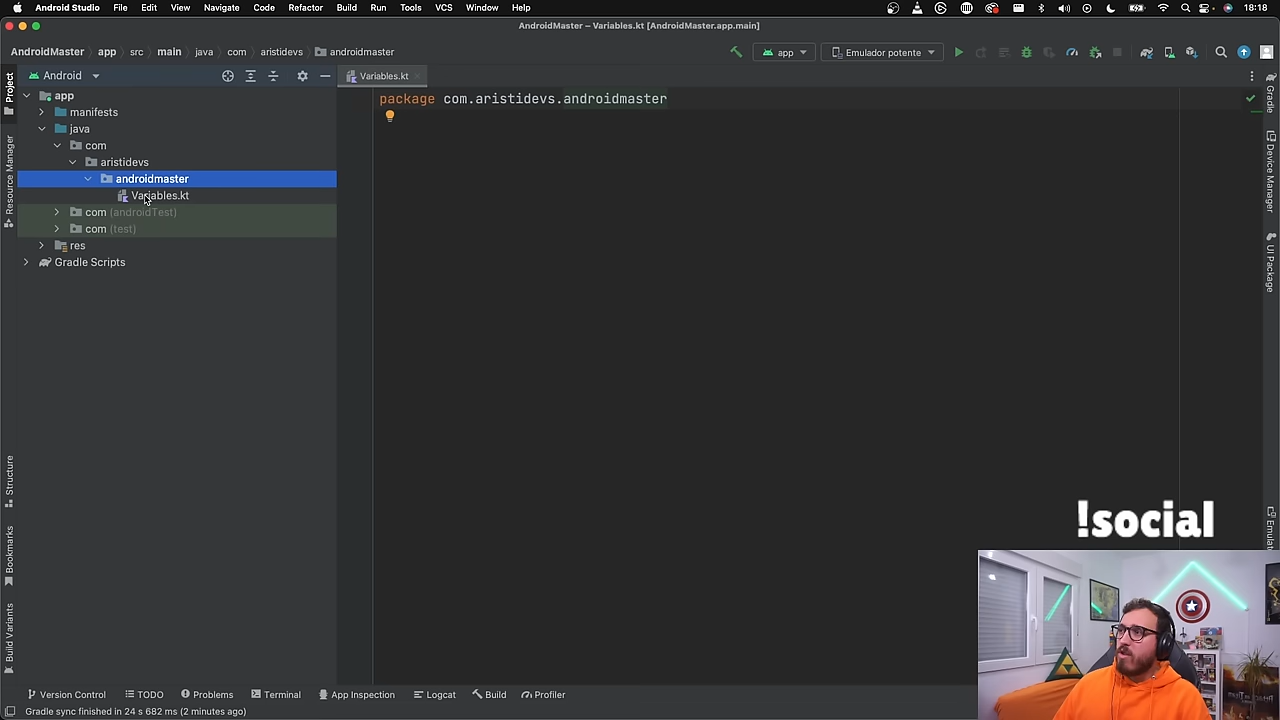 Android Studio File Edit View Navigate Code Refactor Build Run Tools VCS Window Help 18:18
AndroidMaster – Variables.kt [AndroidMaster.app.main]
AndroidMaster app src main java com aristidevs androidmaster app Emulador potente
Project
Android
Variables.kt
Gradle
app
package com.aristidevs.androidmaster
manifests
java
com
aristidevs
androidmaster
Variables.kt
com (androidTest)
com (test)
res
Gradle Scripts
Resource Manager
Device Manager
UI Package
Structure
Bookmarks
Build Variants
!social
Version Control TODO Problems Terminal App Inspection Logcat Build Profiler
Gradle sync finished in 24 s 682 ms (2 minutes ago)